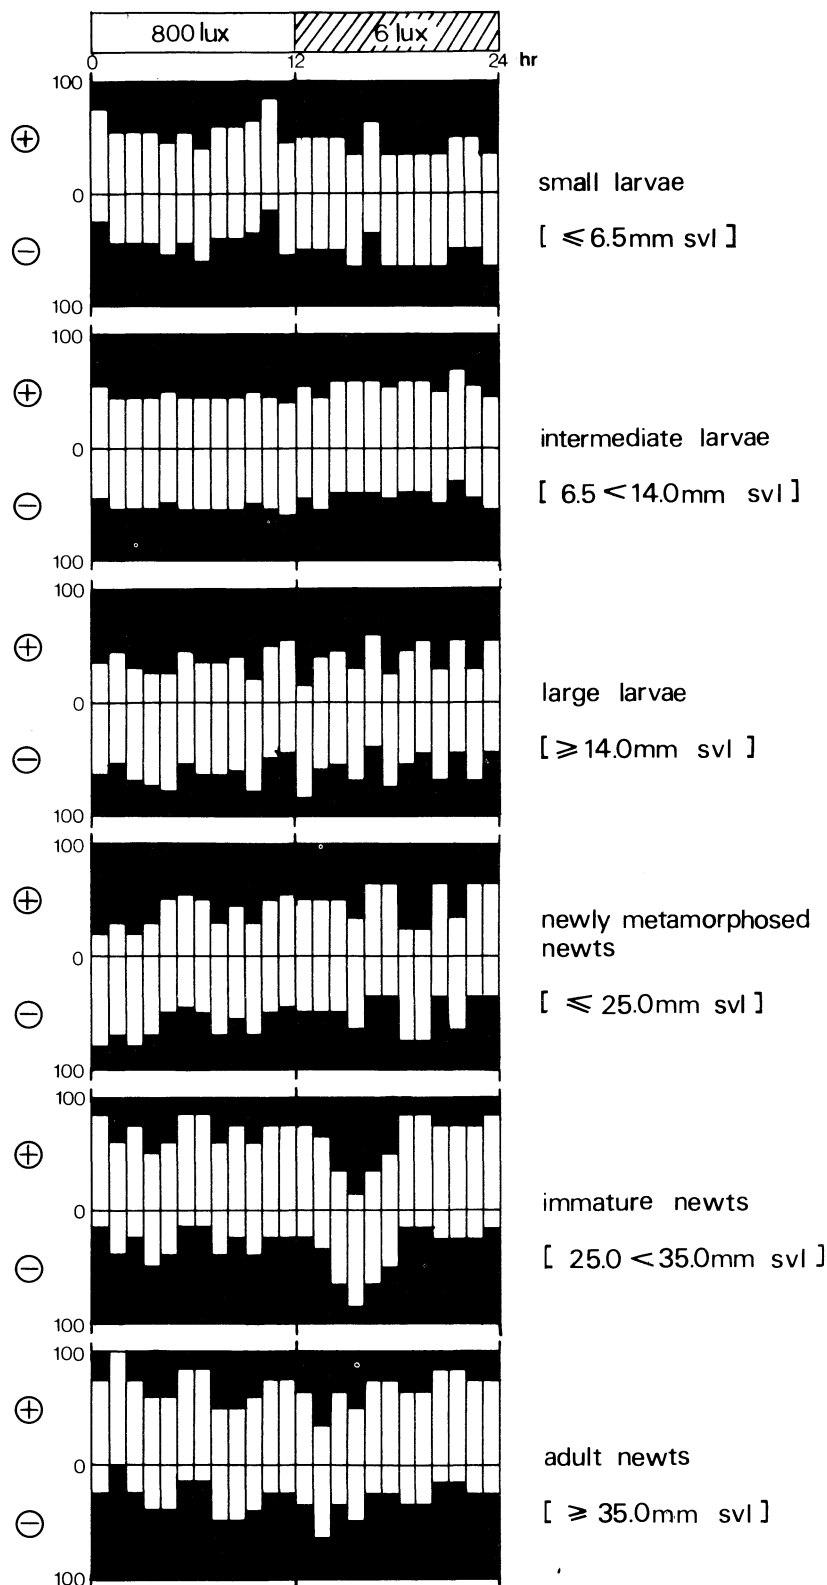 800 lux 6 lux
0 12 24 hr
100
⊕
0
⊖
100
small larvae
[ ⩽ 6.5mm svl ]
100
⊕
0
⊖
100
intermediate larvae
[ 6.5 < 14.0mm svl ]
100
⊕
0
⊖
100
large larvae
[ ⩾ 14.0mm svl ]
100
⊕
0
⊖
100
newly metamorphosed
newts
[ ⩽ 25.0mm svl ]
100
⊕
0
⊖
100
immature newts
[ 25.0 < 35.0mm svl ]
100
⊕
0
⊖
100
adult newts
[ ⩾ 35.0mm svl ]